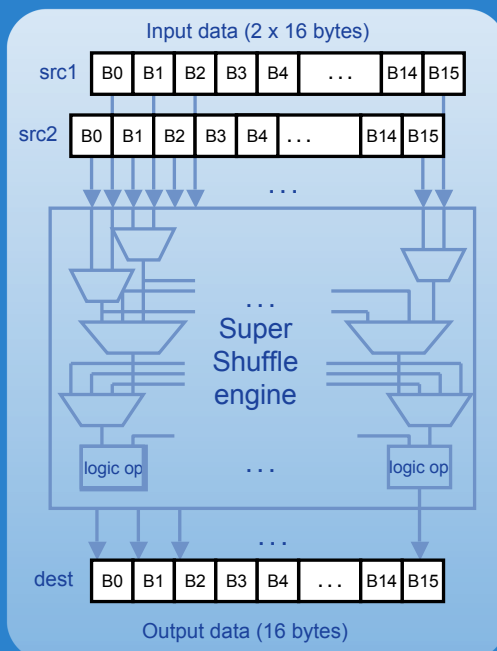 Input data (2 x 16 bytes)
src1 B0 B1 B2 B3 B4 ... B14 B15
src2 B0 B1 B2 B3 B4 ... B14 B15
...
...
Super
Shuffle
engine
logic op ... logic op
...
dest B0 B1 B2 B3 B4 ... B14 B15
Output data (16 bytes)